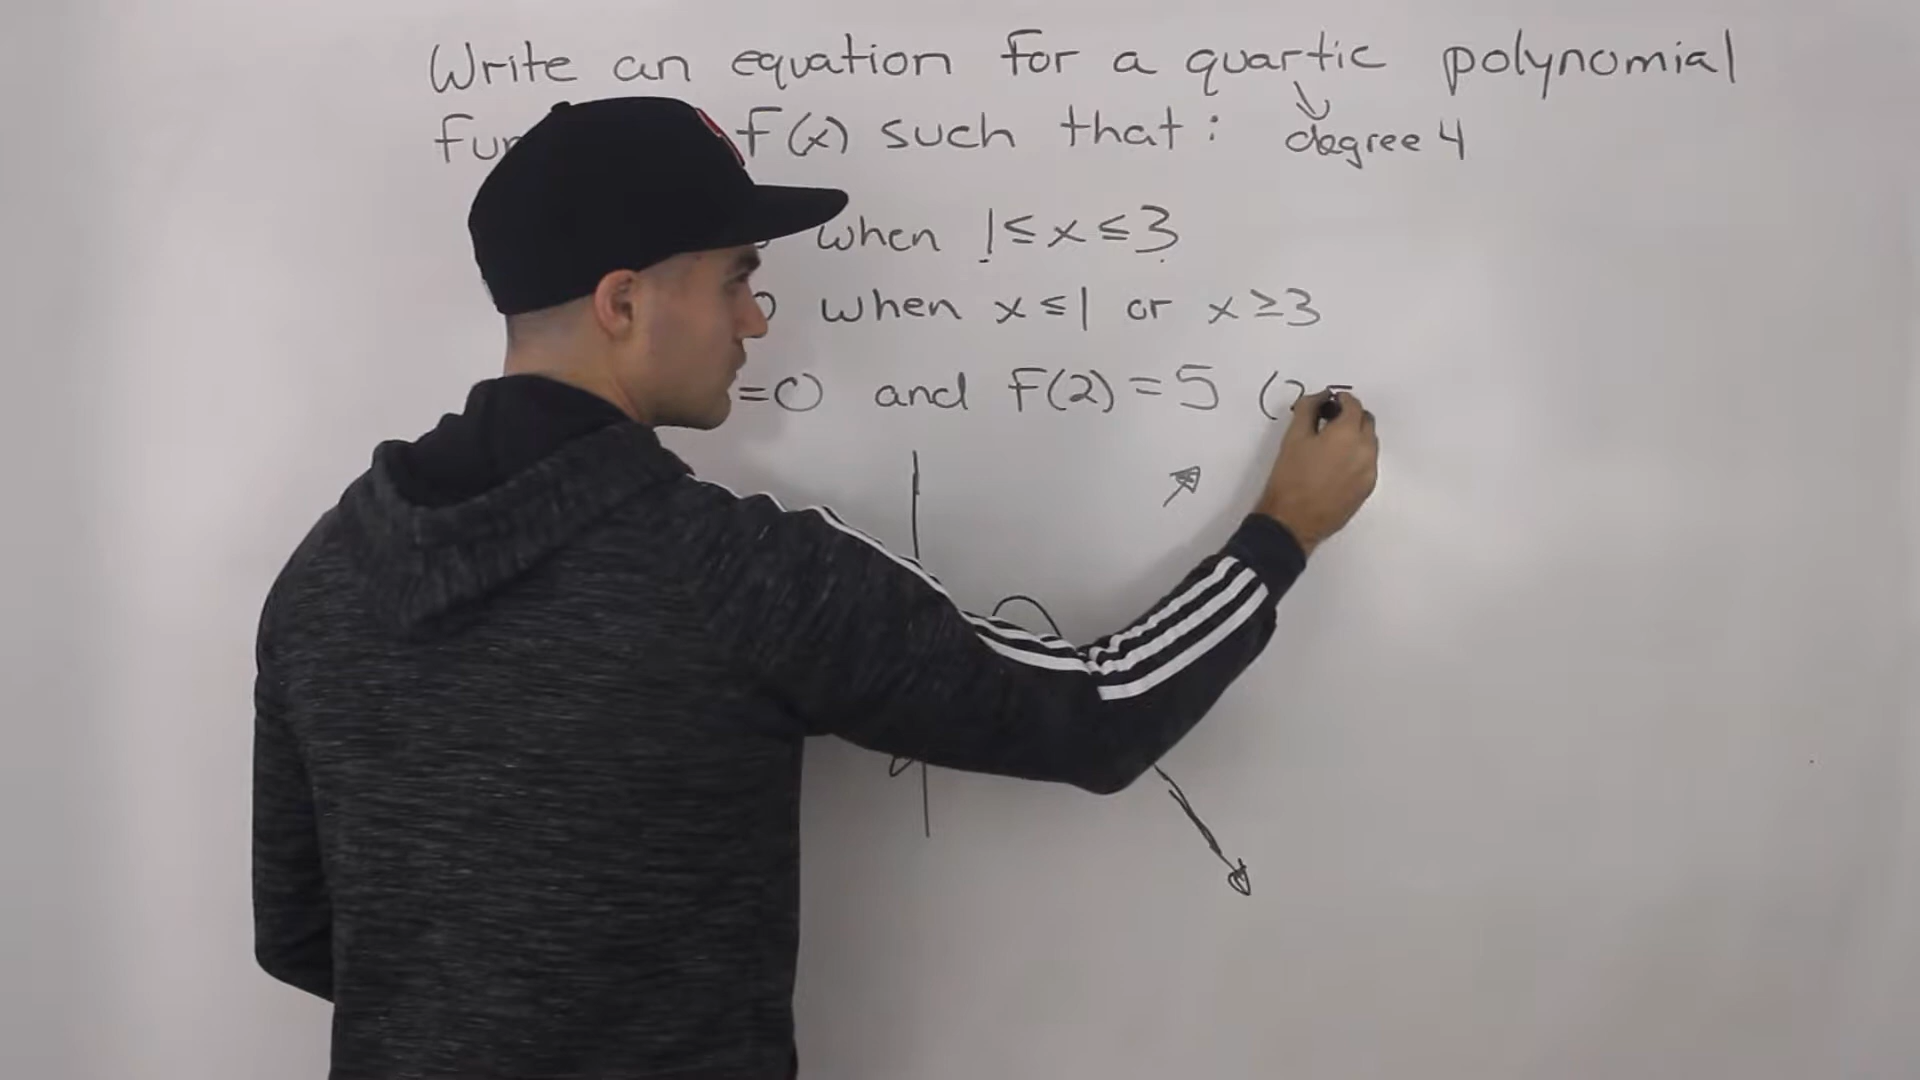 Write an equation for a quartic polynomial
f(x) such that: degree 4
when 1≤x≤3
when x≤1 or x≥3
=0 and f(2)=5